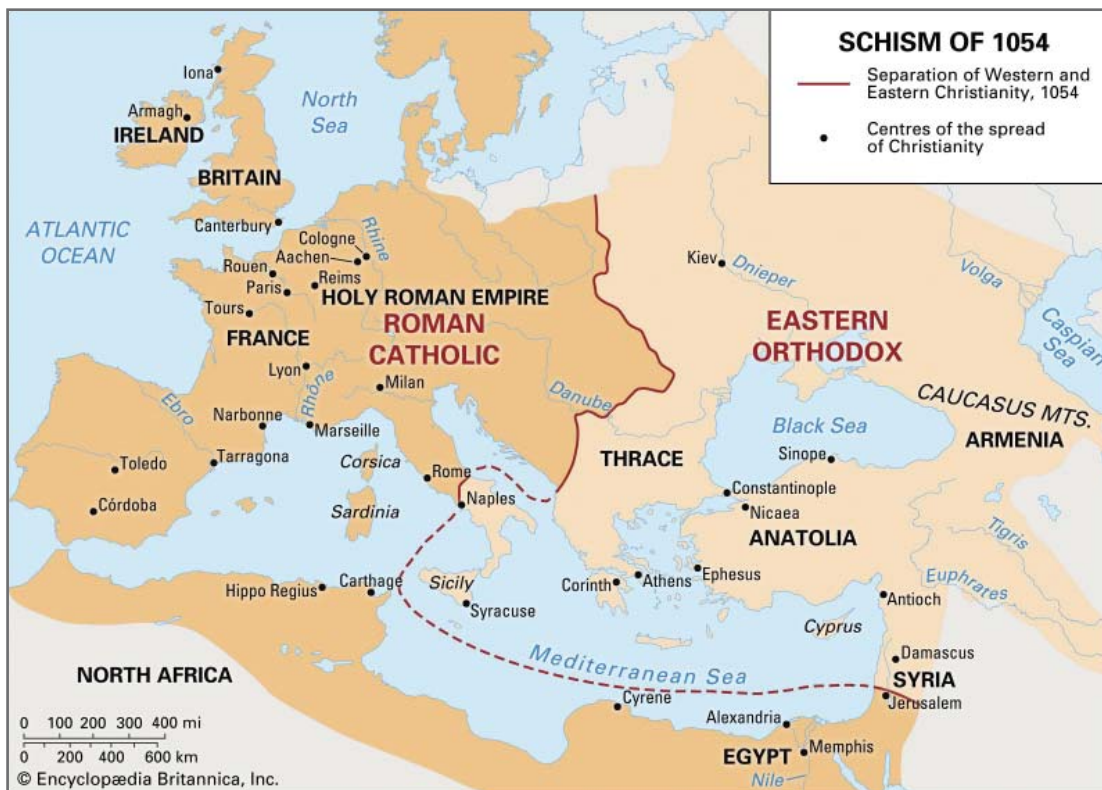 SCHISM OF 1054
Separation of Western and
Eastern Christianity, 1054
Centres of the spread
of Christianity
Iona
North
Sea
Armagh
IRELAND
BRITAIN
ATLANTIC
OCEAN
Canterbury
Cologne
Rhine
Aachen
Rouen
Reims
Paris
HOLY ROMAN EMPIRE
Tours
ROMAN
CATHOLIC
FRANCE
Lyon
Milan
Rhône
Danube
Ebro
Narbonne
Marseille
Toledo
Tarragona
Corsica
Rome
Córdoba
Sardinia
Naples
Kiev
Dnieper
Volga
EASTERN
ORTHODOX
Caspian
Sea
CAUCASUS MTS.
Black Sea
ARMENIA
THRACE
Sinope
Constantinople
Nicaea
ANATOLIA
Tigris
Euphrates
Hippo Regius
Carthage
Sicily
Syracuse
Corinth
Athens
Ephesus
Antioch
Cyprus
Mediterranean Sea
Damascus
SYRIA
Jerusalem
NORTH AFRICA
Cyrene
Alexandria
EGYPT
Memphis
Nile
0 100 200 300 400 mi
0 200 400 600 km
© Encyclopædia Britannica, Inc.